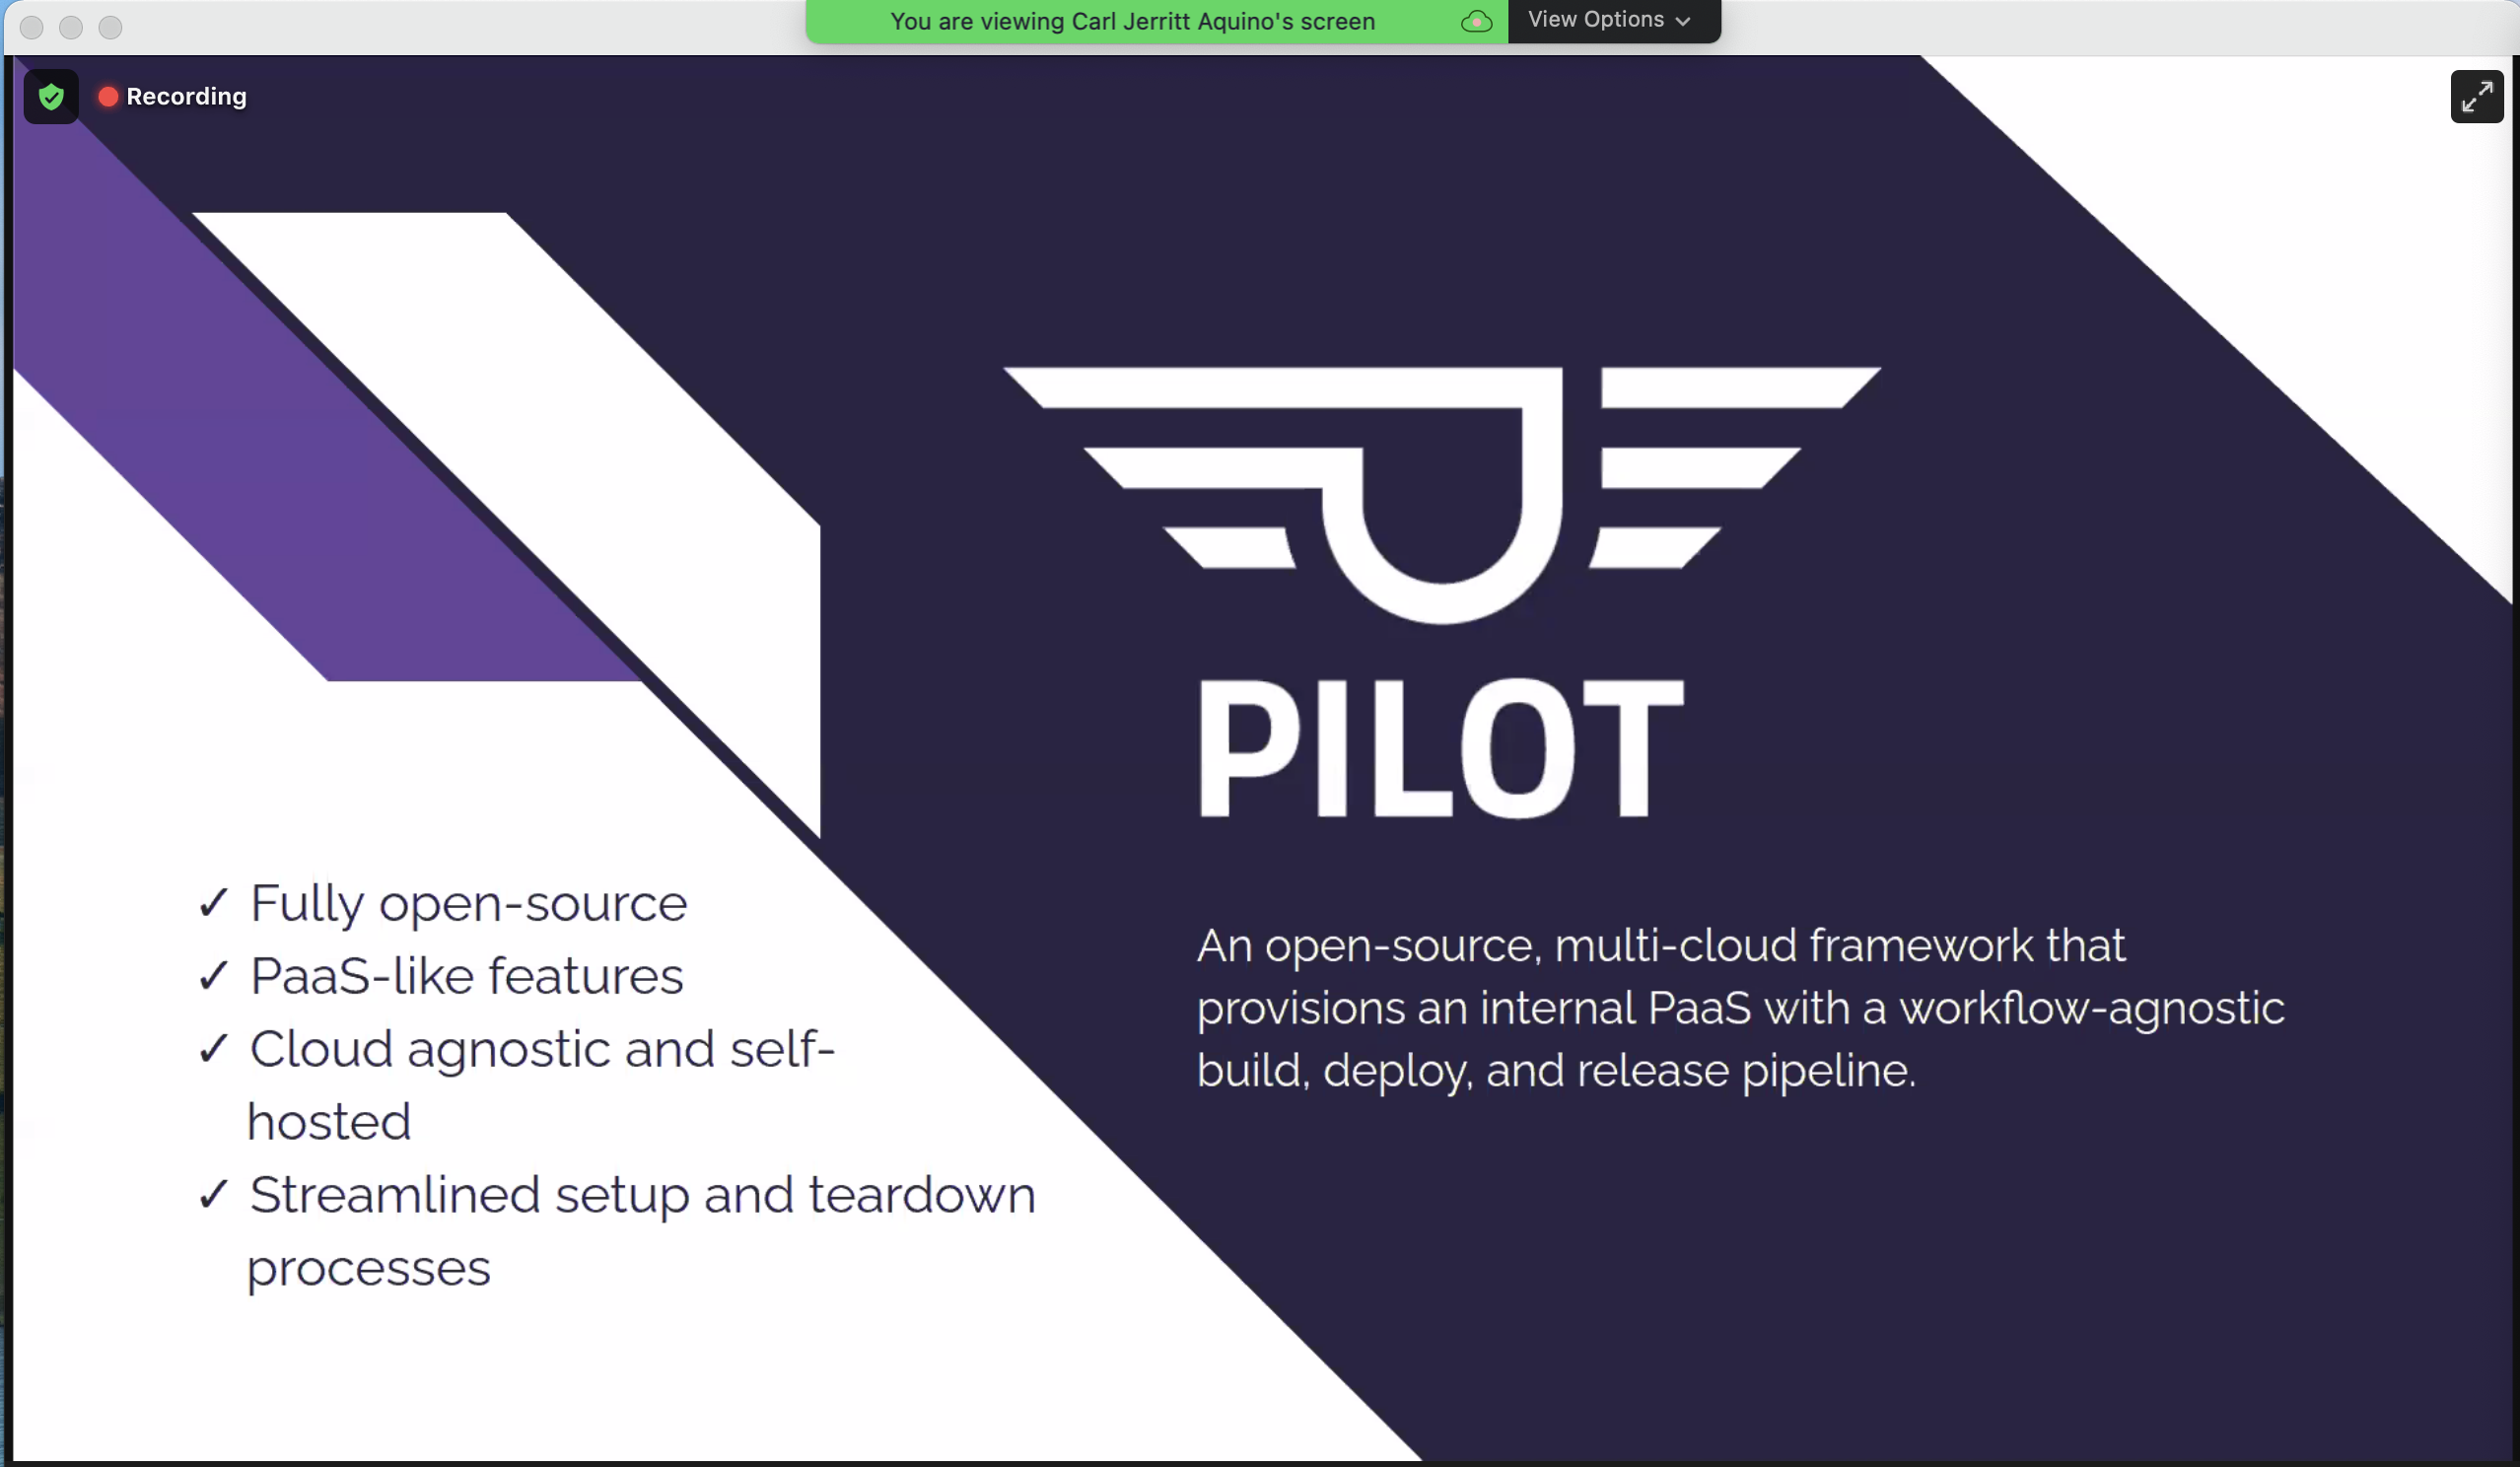 You are viewing Carl Jerritt Aquino's screen
View Options
Recording
PILOT
✓ Fully open-source
✓ PaaS-like features
✓ Cloud agnostic and self-
hosted
✓ Streamlined setup and teardown
processes
An open-source, multi-cloud framework that
provisions an internal PaaS with a workflow-agnostic
build, deploy, and release pipeline.